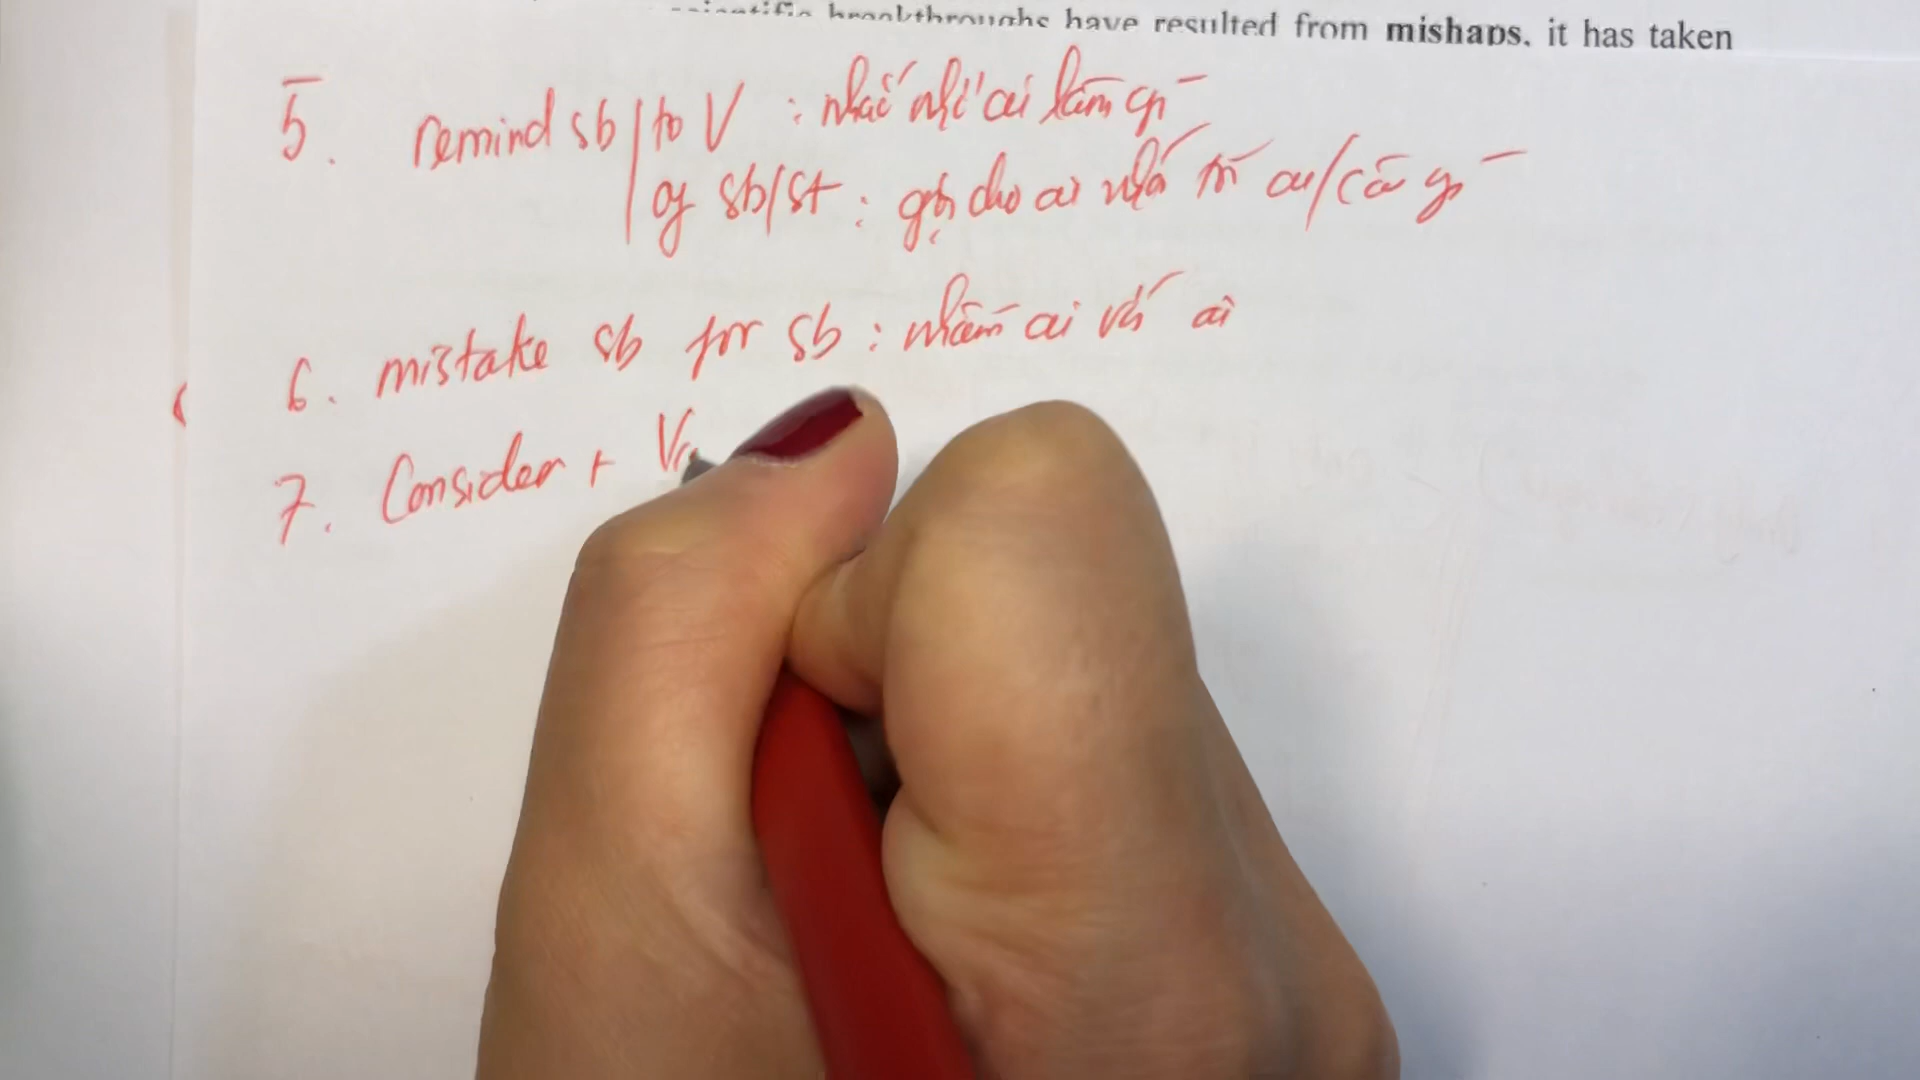 breakthroughs have resulted from mishaps, it has taken
5. remind sb / to V : nhắc nhở ai làm gì
/ of sb/st : gợi cho ai nhớ tới ai/cái gì
6. mistake sb for sb : nhầm ai với ai
7. Consider +